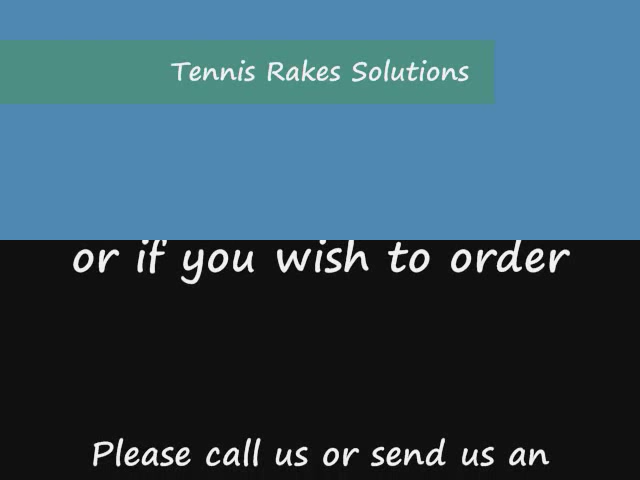 Tennis Rakes Solutions
or if you wish to order
Please call us or send us an